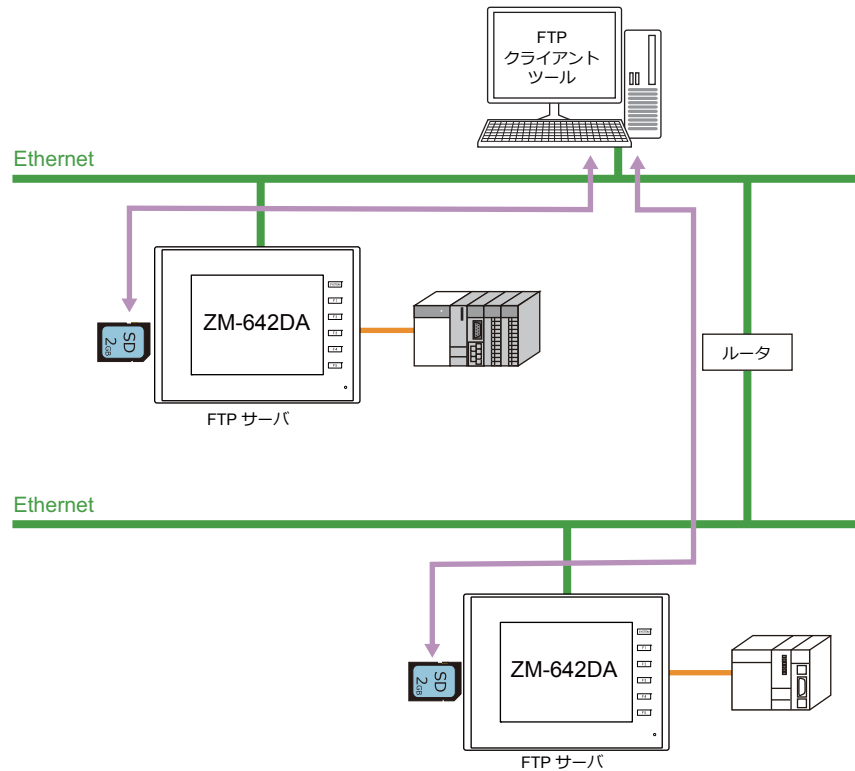 FTP
クライアント
ツール
Ethernet
ZM-642DA
SD
2GB
FTP サーバ
ルータ
Ethernet
ZM-642DA
SD
2GB
FTP サーバ